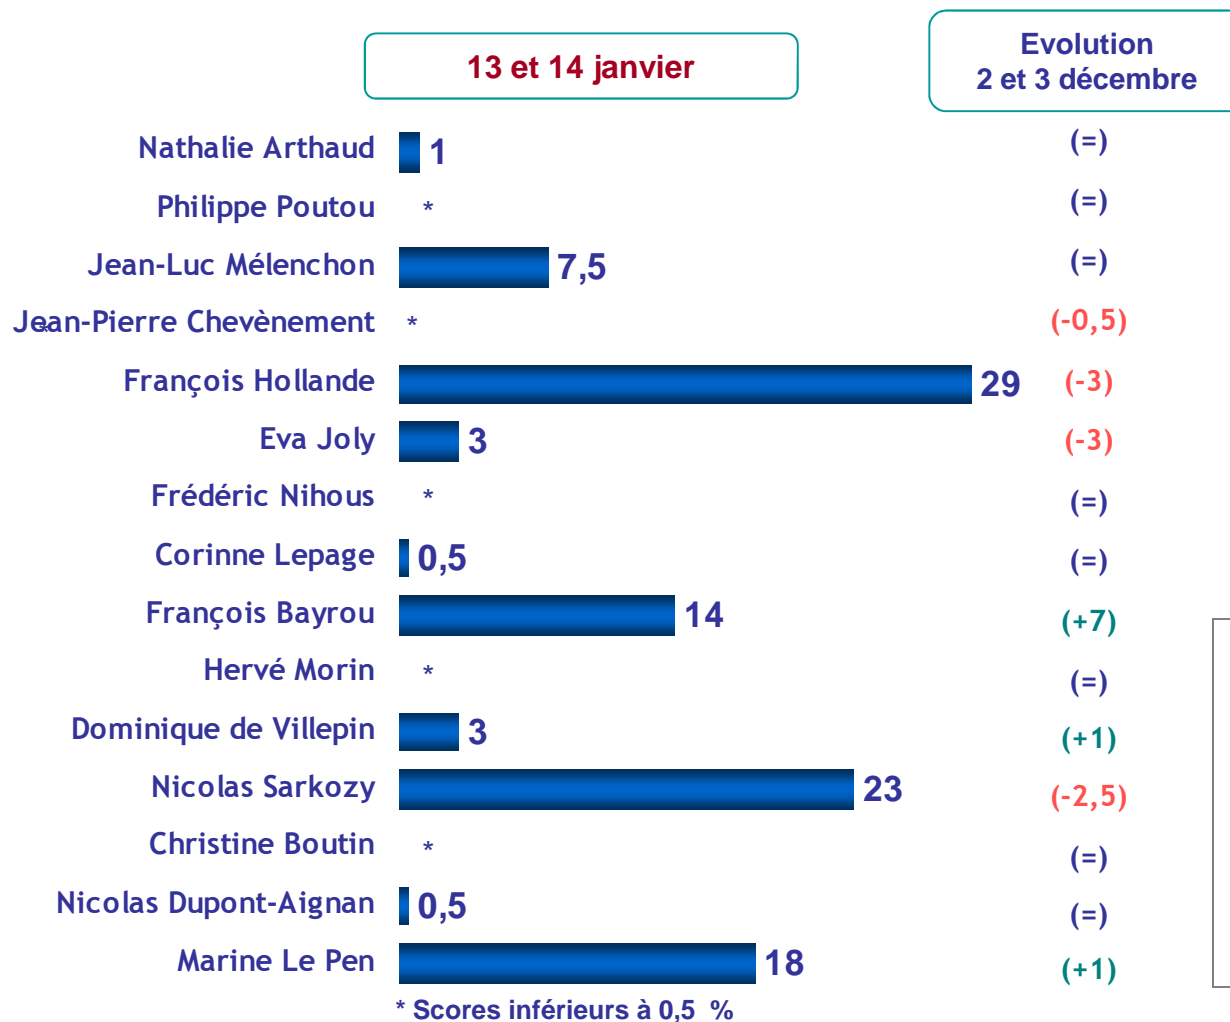 13 et 14 janvier
Evolution
2 et 3 décembre
Nathalie Arthaud 1 (=)
Philippe Poutou * (=)
Jean-Luc Mélenchon 7,5 (=)
Jean-Pierre Chevènement * * (-0,5)
François Hollande 29 (-3)
Eva Joly 3 (-3)
Frédéric Nihous * (=)
Corinne Lepage 0,5 (=)
François Bayrou 14 (+7)
Hervé Morin * (=)
Dominique de Villepin 3 (+1)
Nicolas Sarkozy 23 (-2,5)
Christine Boutin * (=)
Nicolas Dupont-Aignan 0,5 (=)
Marine Le Pen 18 (+1)
* Scores inférieurs à 0,5 %